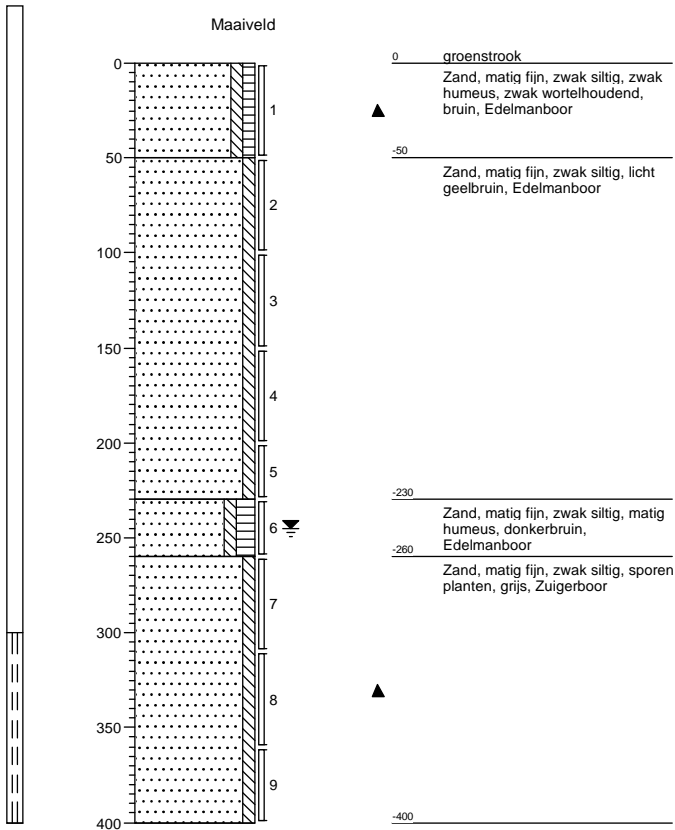 Maaiveld
0
50
100
150
200
250
300
350
400
1
2
3
4
5
6
7
8
9
0 groenstrook
Zand, matig fijn, zwak siltig, zwak
humeus, zwak wortelhoudend,
bruin, Edelmanboor
-50
Zand, matig fijn, zwak siltig, licht
geelbruin, Edelmanboor
-230
Zand, matig fijn, zwak siltig, matig
humeus, donkerbruin,
Edelmanboor
-260
Zand, matig fijn, zwak siltig, sporen
planten, grijs, Zuigerboor
-400